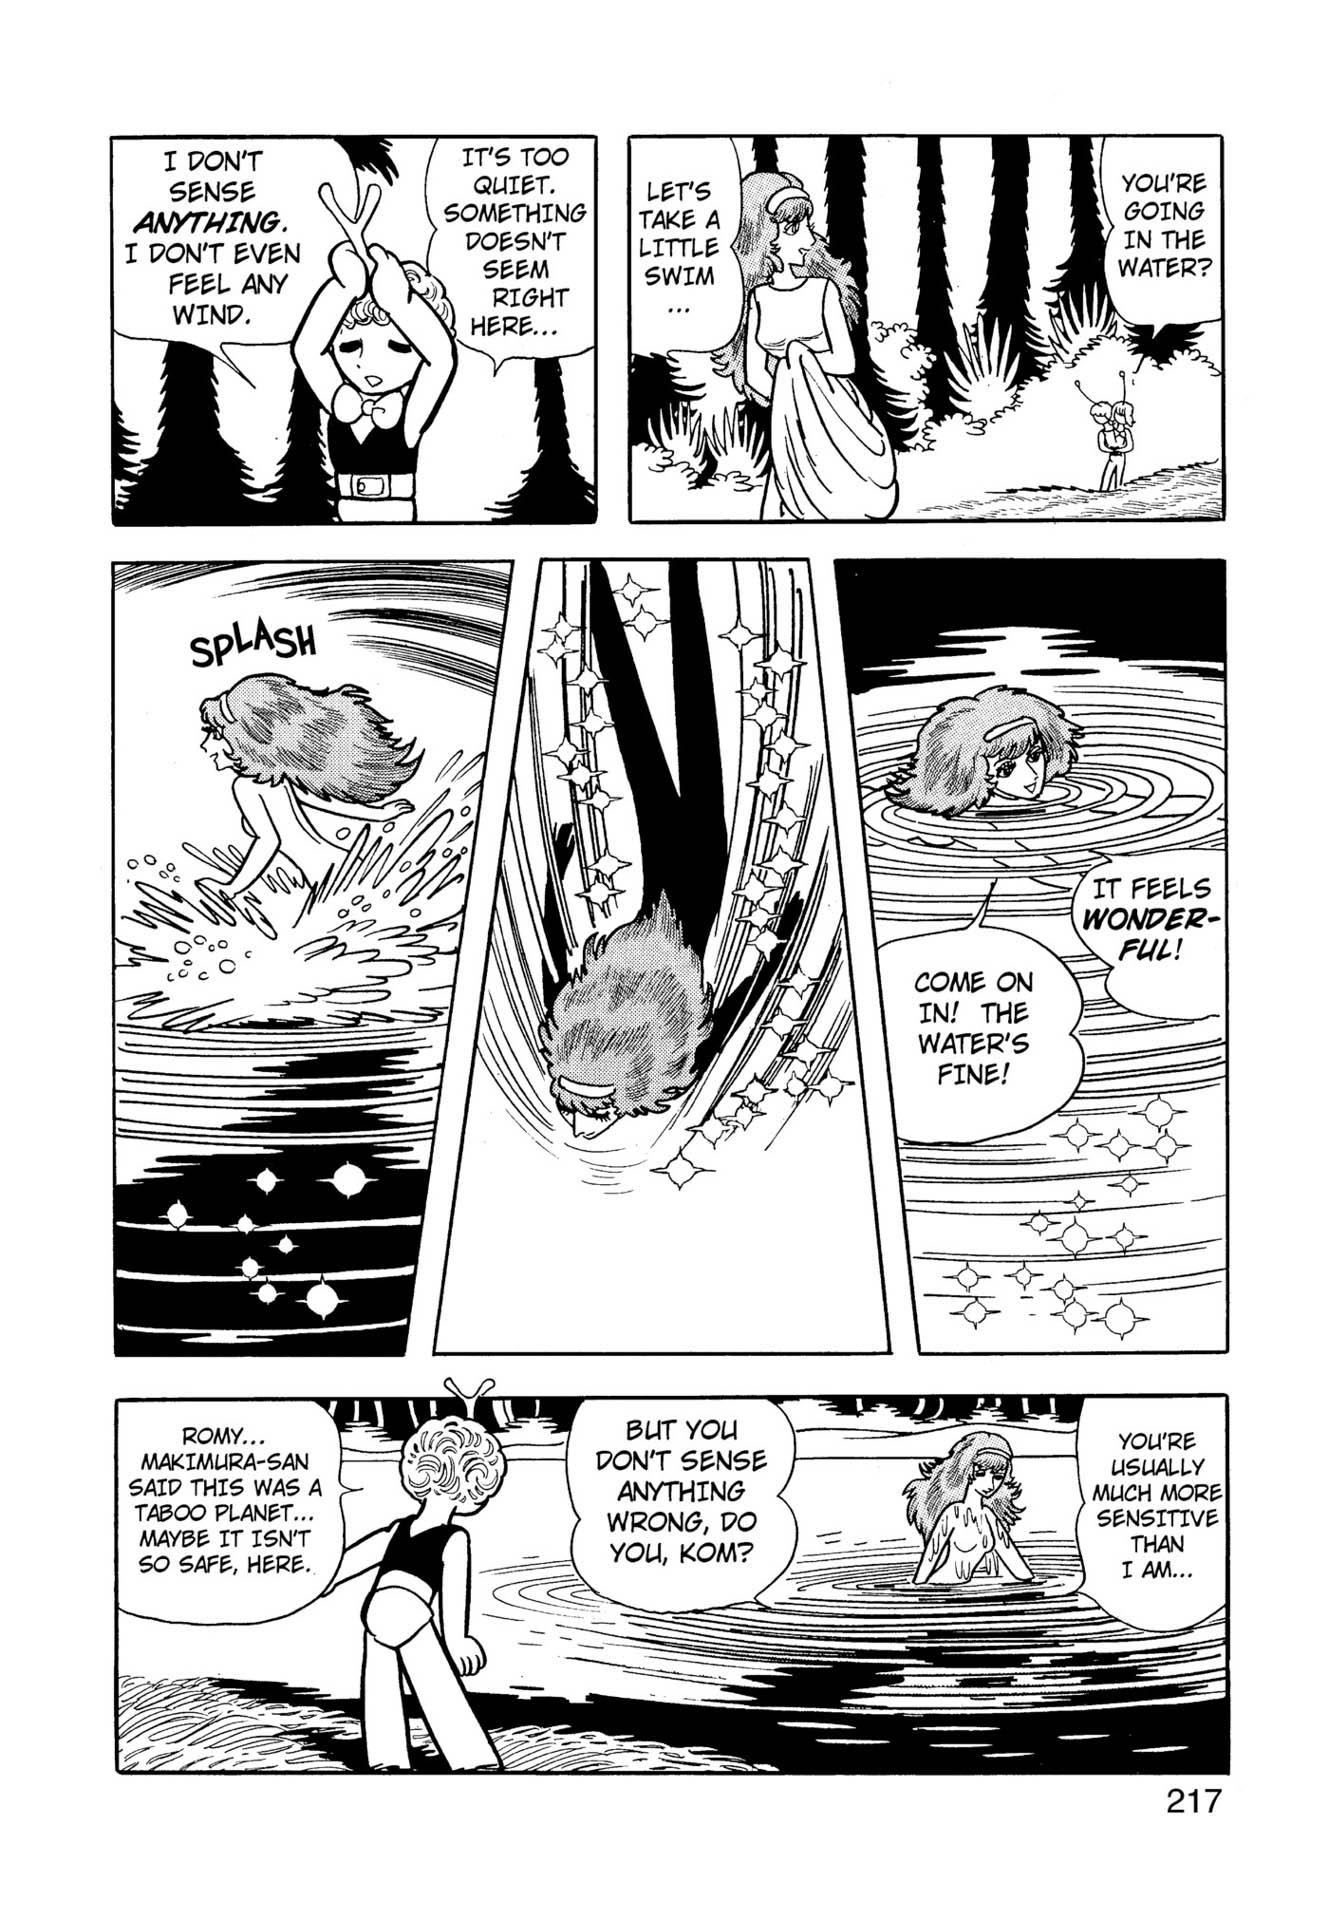 I DON'T
SENSE
ANYTHING.
I DON'T EVEN
FEEL ANY
WIND.
IT'S TOO
QUIET.
SOMETHING
DOESN'T
SEEM
RIGHT
HERE...
LET'S
TAKE A
LITTLE
SWIM
...
YOU'RE
GOING
IN THE
WATER?
SPLASH
COME ON
IN! THE
WATER'S
FINE!
IT FEELS
WONDER-
FUL!
ROMY...
MAKIMURA-SAN
SAID THIS WAS A
TABOO PLANET...
MAYBE IT ISN'T
SO SAFE, HERE.
BUT YOU
DON'T SENSE
ANYTHING
WRONG, DO
YOU, KOM?
YOU'RE
USUALLY
MUCH MORE
SENSITIVE
THAN
I AM...
217